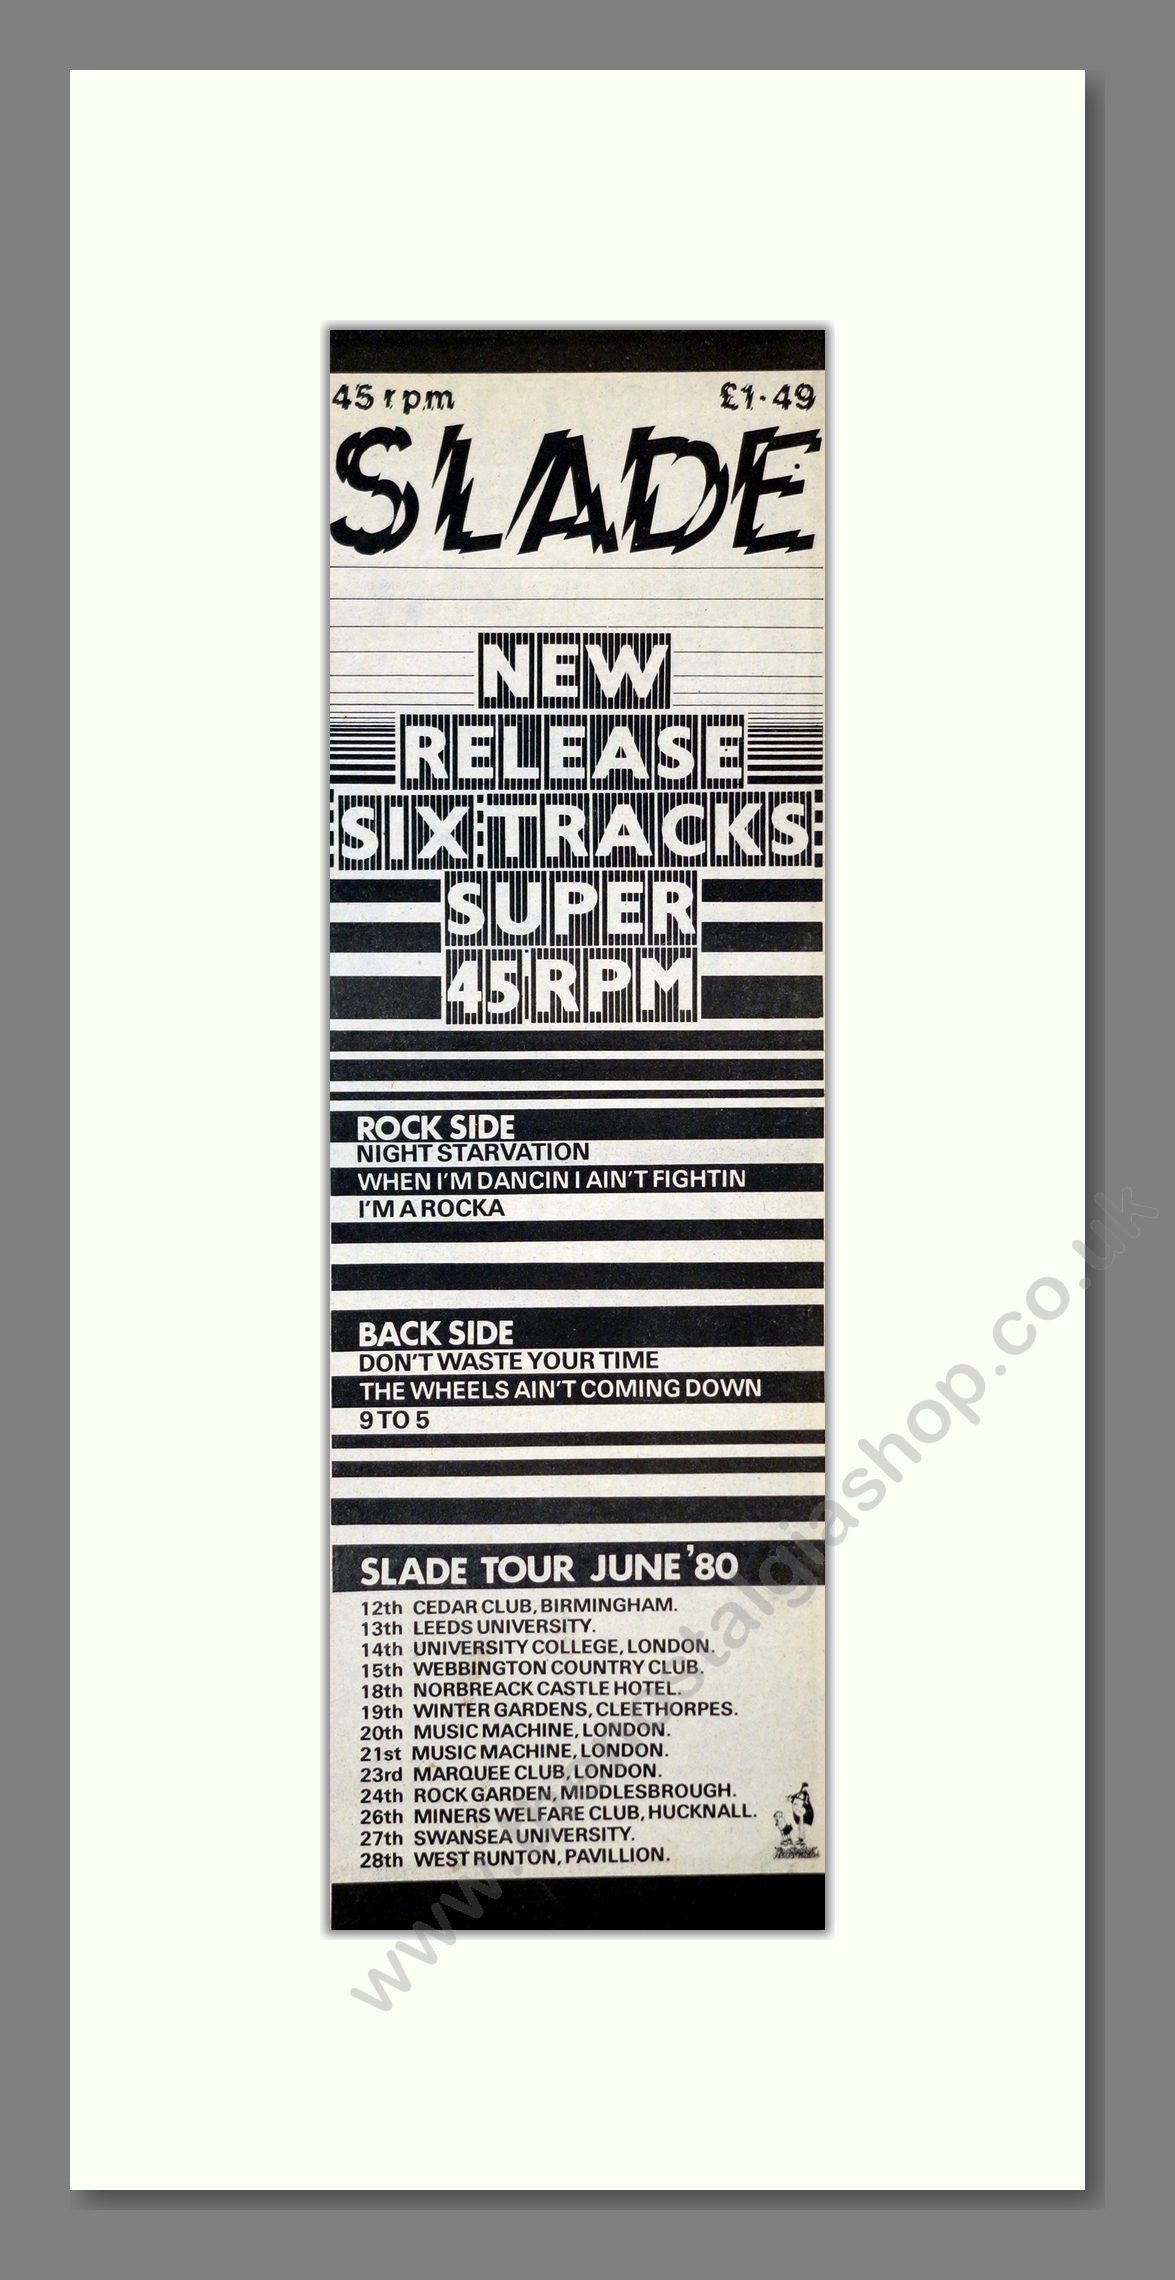 45 rpm £1·49
SLADE
NEW
RELEASE
SIX TRACKS
SUPER
45 RPM
ROCK SIDE
NIGHT STARVATION
WHEN I'M DANCIN I AIN'T FIGHTIN
I'M A ROCKA
BACK SIDE
DON'T WASTE YOUR TIME
THE WHEELS AIN'T COMING DOWN
9 TO 5
SLADE TOUR JUNE '80
12th CEDAR CLUB, BIRMINGHAM.
13th LEEDS UNIVERSITY.
14th UNIVERSITY COLLEGE, LONDON.
15th WEBBINGTON COUNTRY CLUB.
18th NORBREACK CASTLE HOTEL.
19th WINTER GARDENS, CLEETHORPES.
20th MUSIC MACHINE, LONDON.
21st MUSIC MACHINE, LONDON.
23rd MARQUEE CLUB, LONDON.
24th ROCK GARDEN, MIDDLESBROUGH.
26th MINERS WELFARE CLUB, HUCKNALL.
27th SWANSEA UNIVERSITY.
28th WEST RUNTON, PAVILLION.
www.thenostalgiashop.co.uk